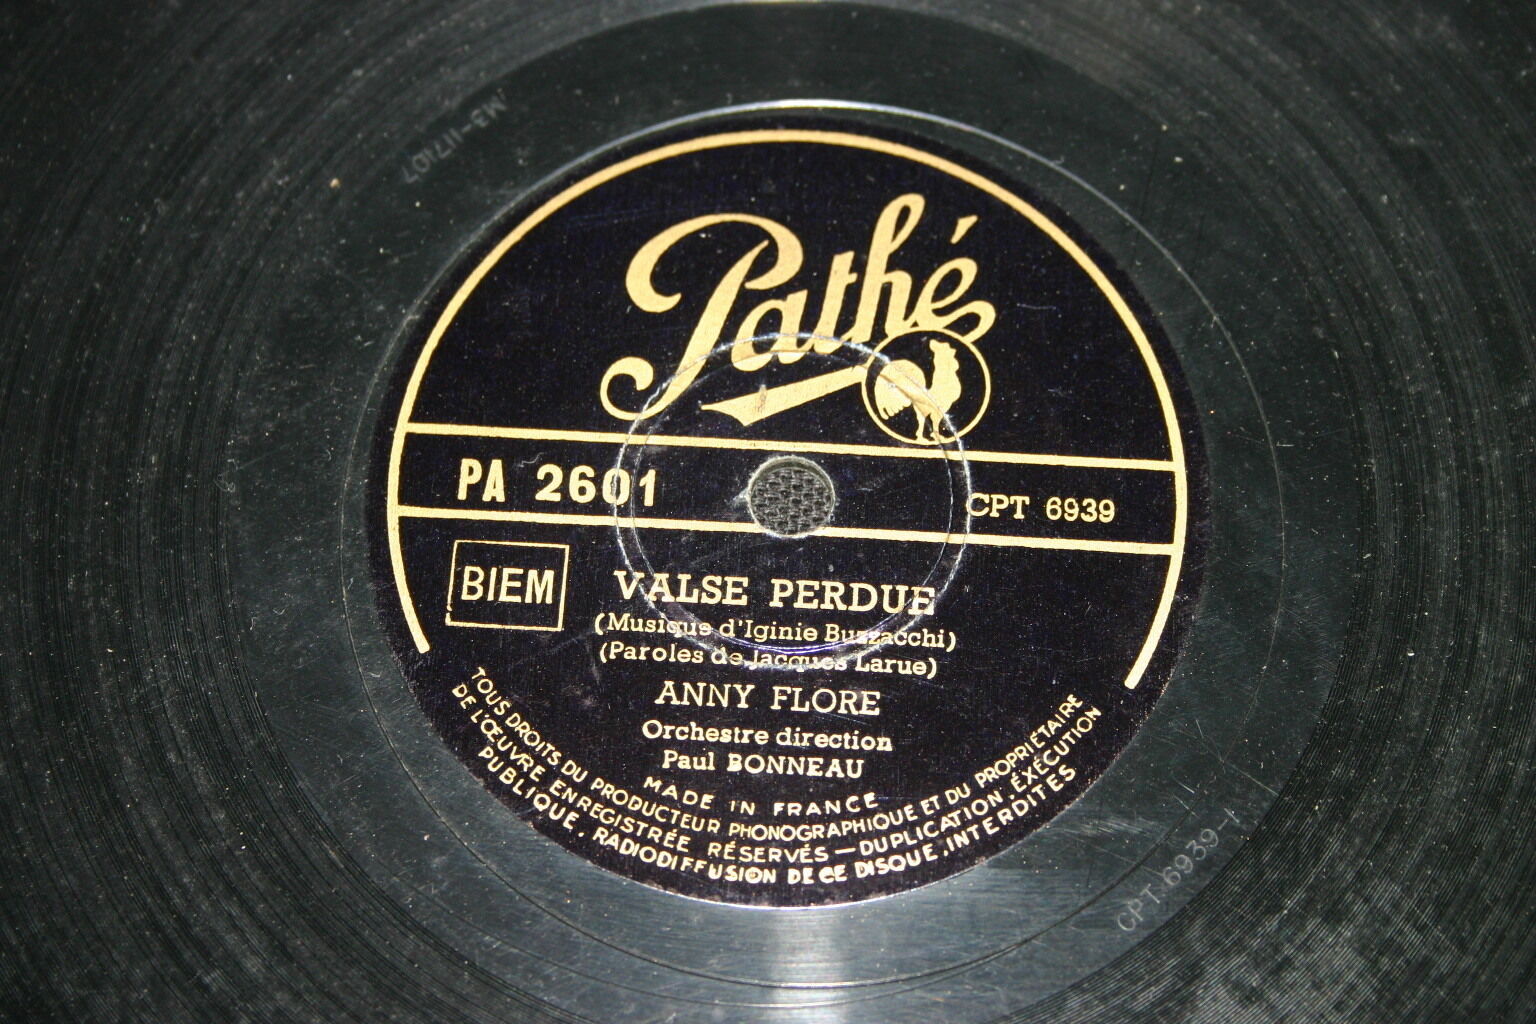 Pathé
PA 2601
CPT 6939
BIEM
VALSE PERDUE
(Musique d'Iginie Buzzacchi)
(Paroles de Jacques Larue)
ANNY FLORE
Orchestre direction
Paul BONNEAU
MADE IN FRANCE
TOUS DROITS DU PRODUCTEUR PHONOGRAPHIQUE ET DU PROPRIÉTAIRE
DE L'ŒUVRE ENREGISTRÉE RÉSERVÉS — DUPLICATION. ÉXÉCUTION
PUBLIQUE. RADIODIFFUSION DE CE DISQUE. INTERDITES
CPT 6939-1